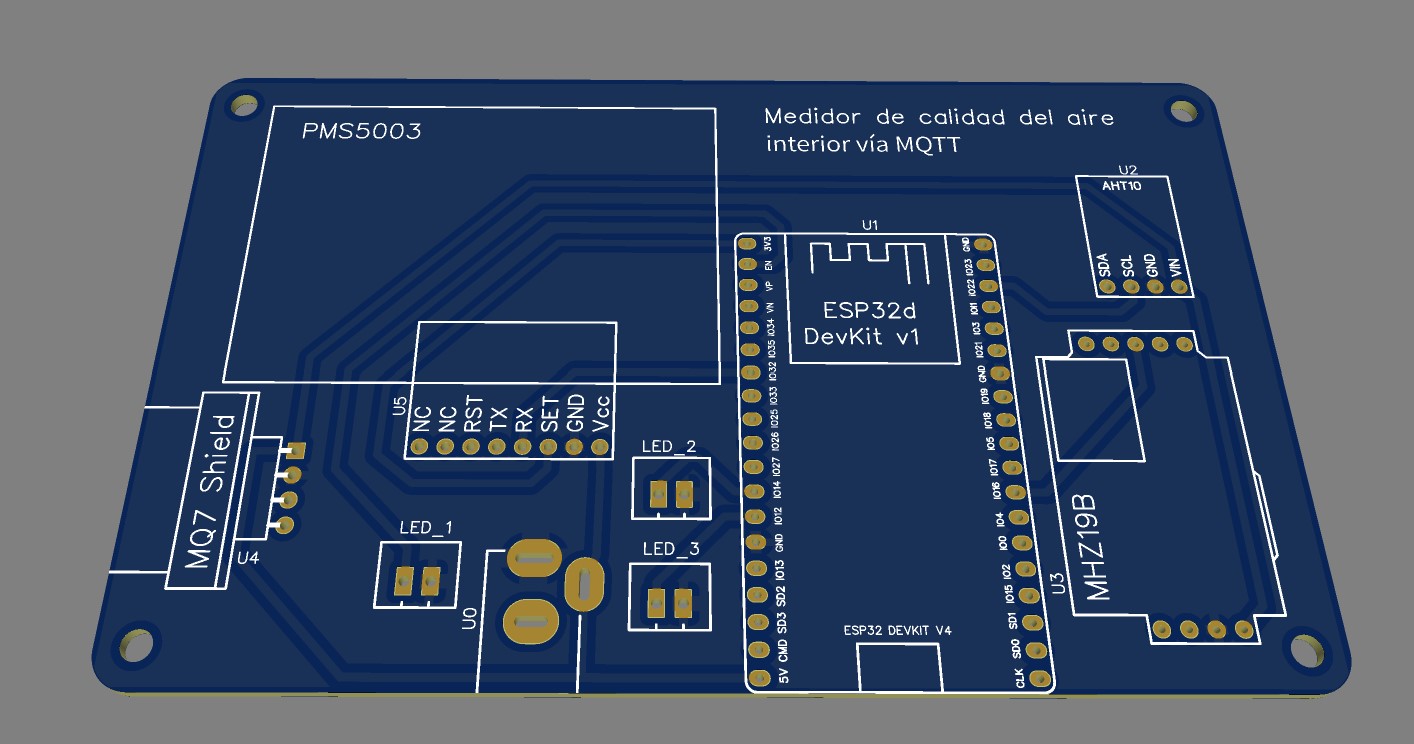 PMS5003
Medidor de calidad del aire
interior vía MQTT
U2
AHT10
SDA
SCL
GND
VIN
U1
ESP32d
DevKit v1
3V3
EN
VP
VN
IO34
IO35
IO32
IO33
IO25
IO26
IO27
IO14
IO12
GND
IO13
SD2
SD3
CMD
5V
GND
IO23
IO22
IO11
IO3
IO21
GND
IO19
IO18
IO5
IO17
IO16
IO4
IO0
IO2
IO15
SD1
SD0
CLK
ESP32 DEVKIT V4
U5
NC
NC
RST
TX
RX
SET
GND
Vcc
MQ7 Shield
U4
LED_1
LED_2
LED_3
U0
MHZ19B
U3